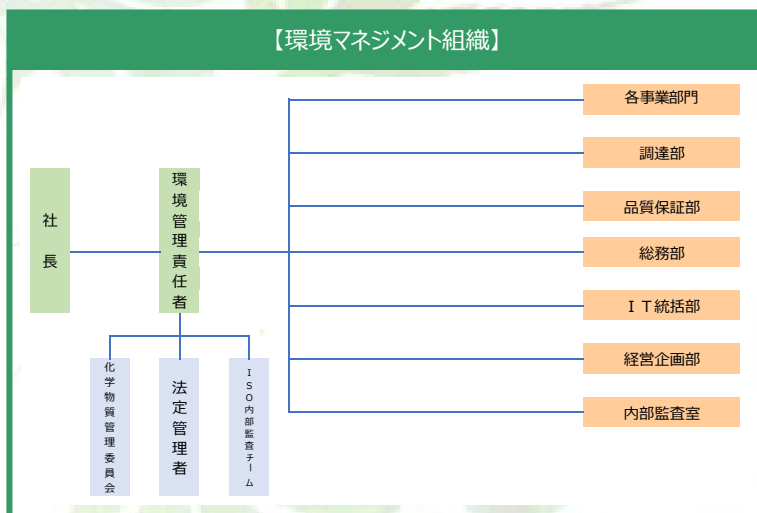 【環境マネジメント組織】
社長
環境管理責任者
化学物質管理委員会
法定管理者
ISO内部監査チーム
各事業部門
調達部
品質保証部
総務部
ＩＴ統括部
経営企画部
内部監査室